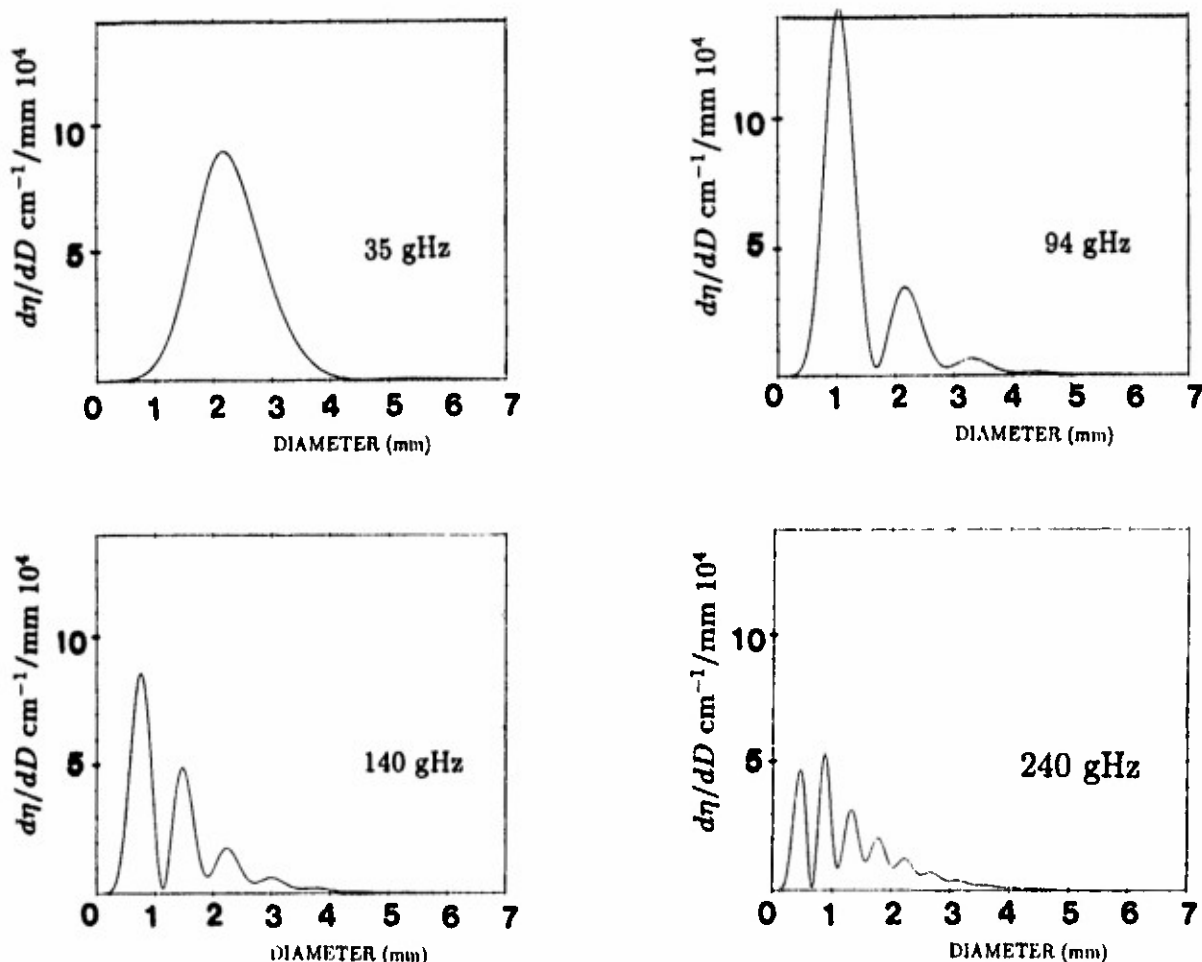 dη/dD cm⁻¹/mm 10⁴
10
5
35 gHz
0 1 2 3 4 5 6 7
DIAMETER (mm)
dη/dD cm⁻¹/mm 10⁴
10
5
94 gHz
0 1 2 3 4 5 6 7
DIAMETER (mm)
dη/dD cm⁻¹/mm 10⁴
10
5
140 gHz
0 1 2 3 4 5 6 7
DIAMETER (mm)
dη/dD cm⁻¹/mm 10⁴
10
5
240 gHz
0 1 2 3 4 5 6 7
DIAMETER (mm)